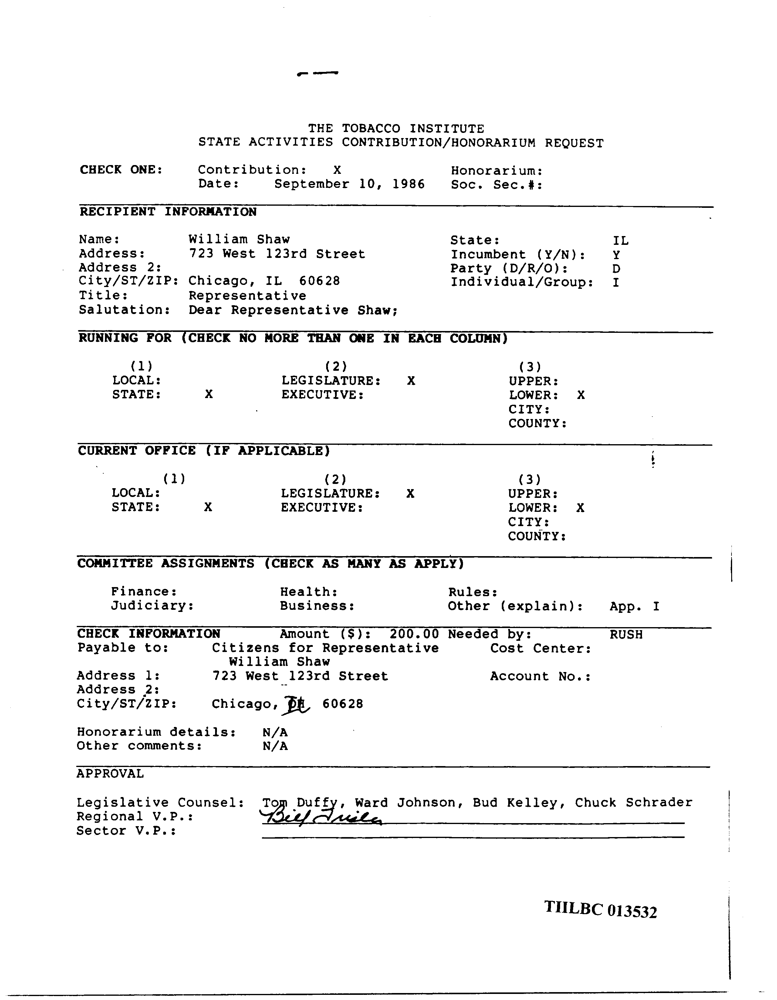 THE TOBACCO INSTITUTE
STATE ACTIVITIES CONTRIBUTION/HONORARIUM REQUEST
CHECK ONE: Contribution: X Honorarium:
Date: September 10, 1986 Soc. Sec.#:
RECIPIENT INFORMATION
Name: William Shaw State: IL
Address: 723 West 123rd Street Incumbent (Y/N): Y
Address 2: Party (D/R/O): D
City/ST/ZIP: Chicago, IL 60628 Individual/Group: I
Title: Representative
Salutation: Dear Representative Shaw;
RUNNING FOR (CHECK NO MORE THAN ONE IN EACH COLUMN)
(1) (2) (3)
LOCAL: LEGISLATURE: X UPPER:
STATE: X EXECUTIVE: LOWER: X
CITY:
COUNTY:
CURRENT OFFICE (IF APPLICABLE)
(1) (2) (3)
LOCAL: LEGISLATURE: X UPPER:
STATE: X EXECUTIVE: LOWER: X
CITY:
COUNTY:
COMMITTEE ASSIGNMENTS (CHECK AS MANY AS APPLY)
Finance: Health: Rules:
Judiciary: Business: Other (explain): App. I
CHECK INFORMATION Amount ($): 200.00 Needed by: RUSH
Payable to: Citizens for Representative Cost Center:
William Shaw
Address 1: 723 West 123rd Street Account No.:
Address 2:
City/ST/ZIP: Chicago, 60628
Honorarium details: N/A
Other comments: N/A
APPROVAL
Legislative Counsel: Tom Duffy, Ward Johnson, Bud Kelley, Chuck Schrader
Regional V.P.: Bill
Sector V.P.:
TIILBC 013532